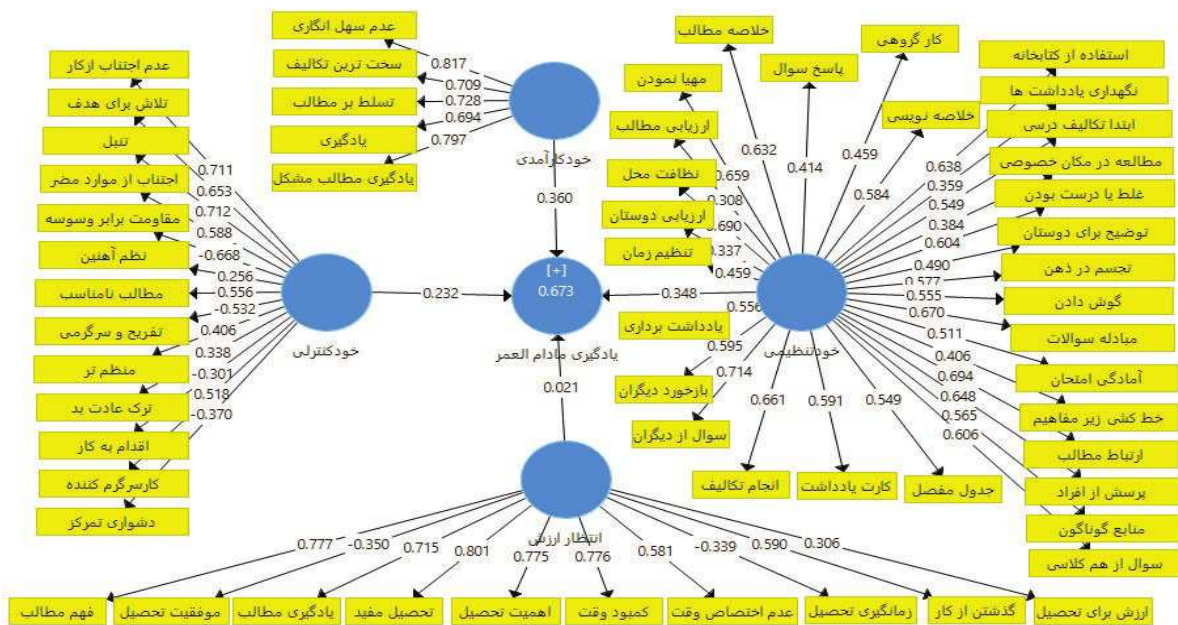 عدم سهل انگاری
سخت ترین تکالیف
تسلط بر مطالب
یادگیری
یادگیری مطالب مشکل
0.817
0.709
0.728
0.694
0.797
خودکارآمدی
0.360
عدم اجتناب ازکار
تلاش برای هدف
تنبل
اجتناب از موارد مضر
مقاومت برابر وسوسه
نظم آهنین
مطالب نامناسب
تفریح و سرگرمی
منظم تر
ترک عادت بد
اقدام به کار
کارسرگرم کننده
دشواری تمرکز
0.711
0.653
0.712
0.588
-0.668
0.256
0.556
-0.532
0.406
0.338
-0.301
0.518
-0.370
خودکنترلی
0.232
[+]
0.673
یادگیری مادام العمر
0.348
0.021
خلاصه مطالب
پاسخ سوال
کار گروهی
خلاصه نویسی
مهیا نمودن
ارزیابی مطالب
نظافت محل
ارزیابی دوستان
تنظیم زمان
0.632
0.414
0.459
0.584
0.659
0.308
0.690
0.337
0.459
استفاده از کتابخانه
نگهداری یادداشت ها
ابتدا تکالیف درسی
مطالعه در مکان خصوصی
غلط یا درست بودن
توضیح برای دوستان
تجسم در ذهن
گوش دادن
مبادله سوالات
آمادگی امتحان
خط کشی زیر مفاهیم
ارتباط مطالب
پرسش از افراد
منابع گوناگون
سوال از هم کلاسی
0.638
0.359
0.549
0.384
0.604
0.490
0.577
0.555
0.670
0.511
0.406
0.694
0.648
0.565
0.606
خودتنظیمی
یادداشت برداری
بازخورد دیگران
سوال از دیگران
انجام تکالیف
کارت یادداشت
جدول مفصل
0.556
0.595
0.714
0.661
0.591
0.549
انتظار ارزش
0.777
-0.350
0.715
0.801
0.775
0.776
0.581
-0.339
0.590
0.306
فهم مطالب
موفقیت تحصیل
یادگیری مطالب
تحصیل مفید
اهمیت تحصیل
کمبود وقت
عدم اختصاص وقت
زمانگیری تحصیل
گذشتن از کار
ارزش برای تحصیل